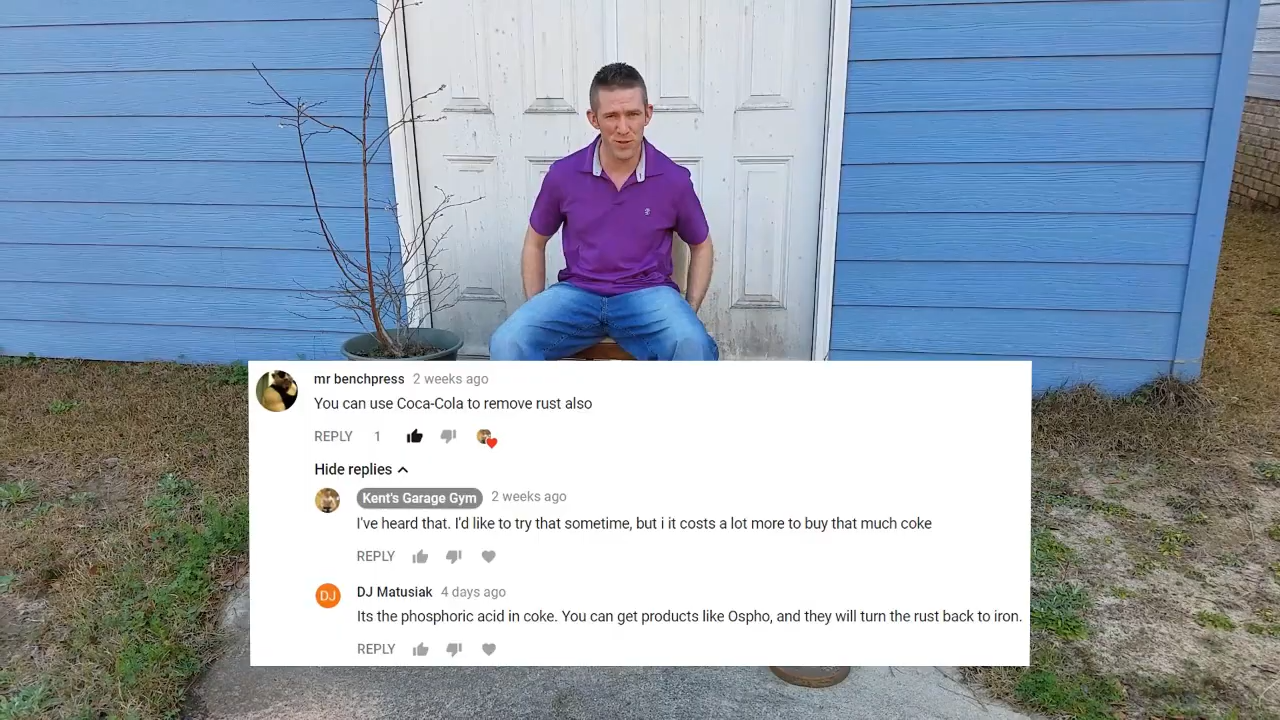 mr benchpress 2 weeks ago
You can use Coca-Cola to remove rust also
REPLY 1
Hide replies
Kent's Garage Gym 2 weeks ago
I've heard that. I'd like to try that sometime, but i it costs a lot more to buy that much coke
REPLY
DJ DJ Matusiak 4 days ago
Its the phosphoric acid in coke. You can get products like Ospho, and they will turn the rust back to iron.
REPLY